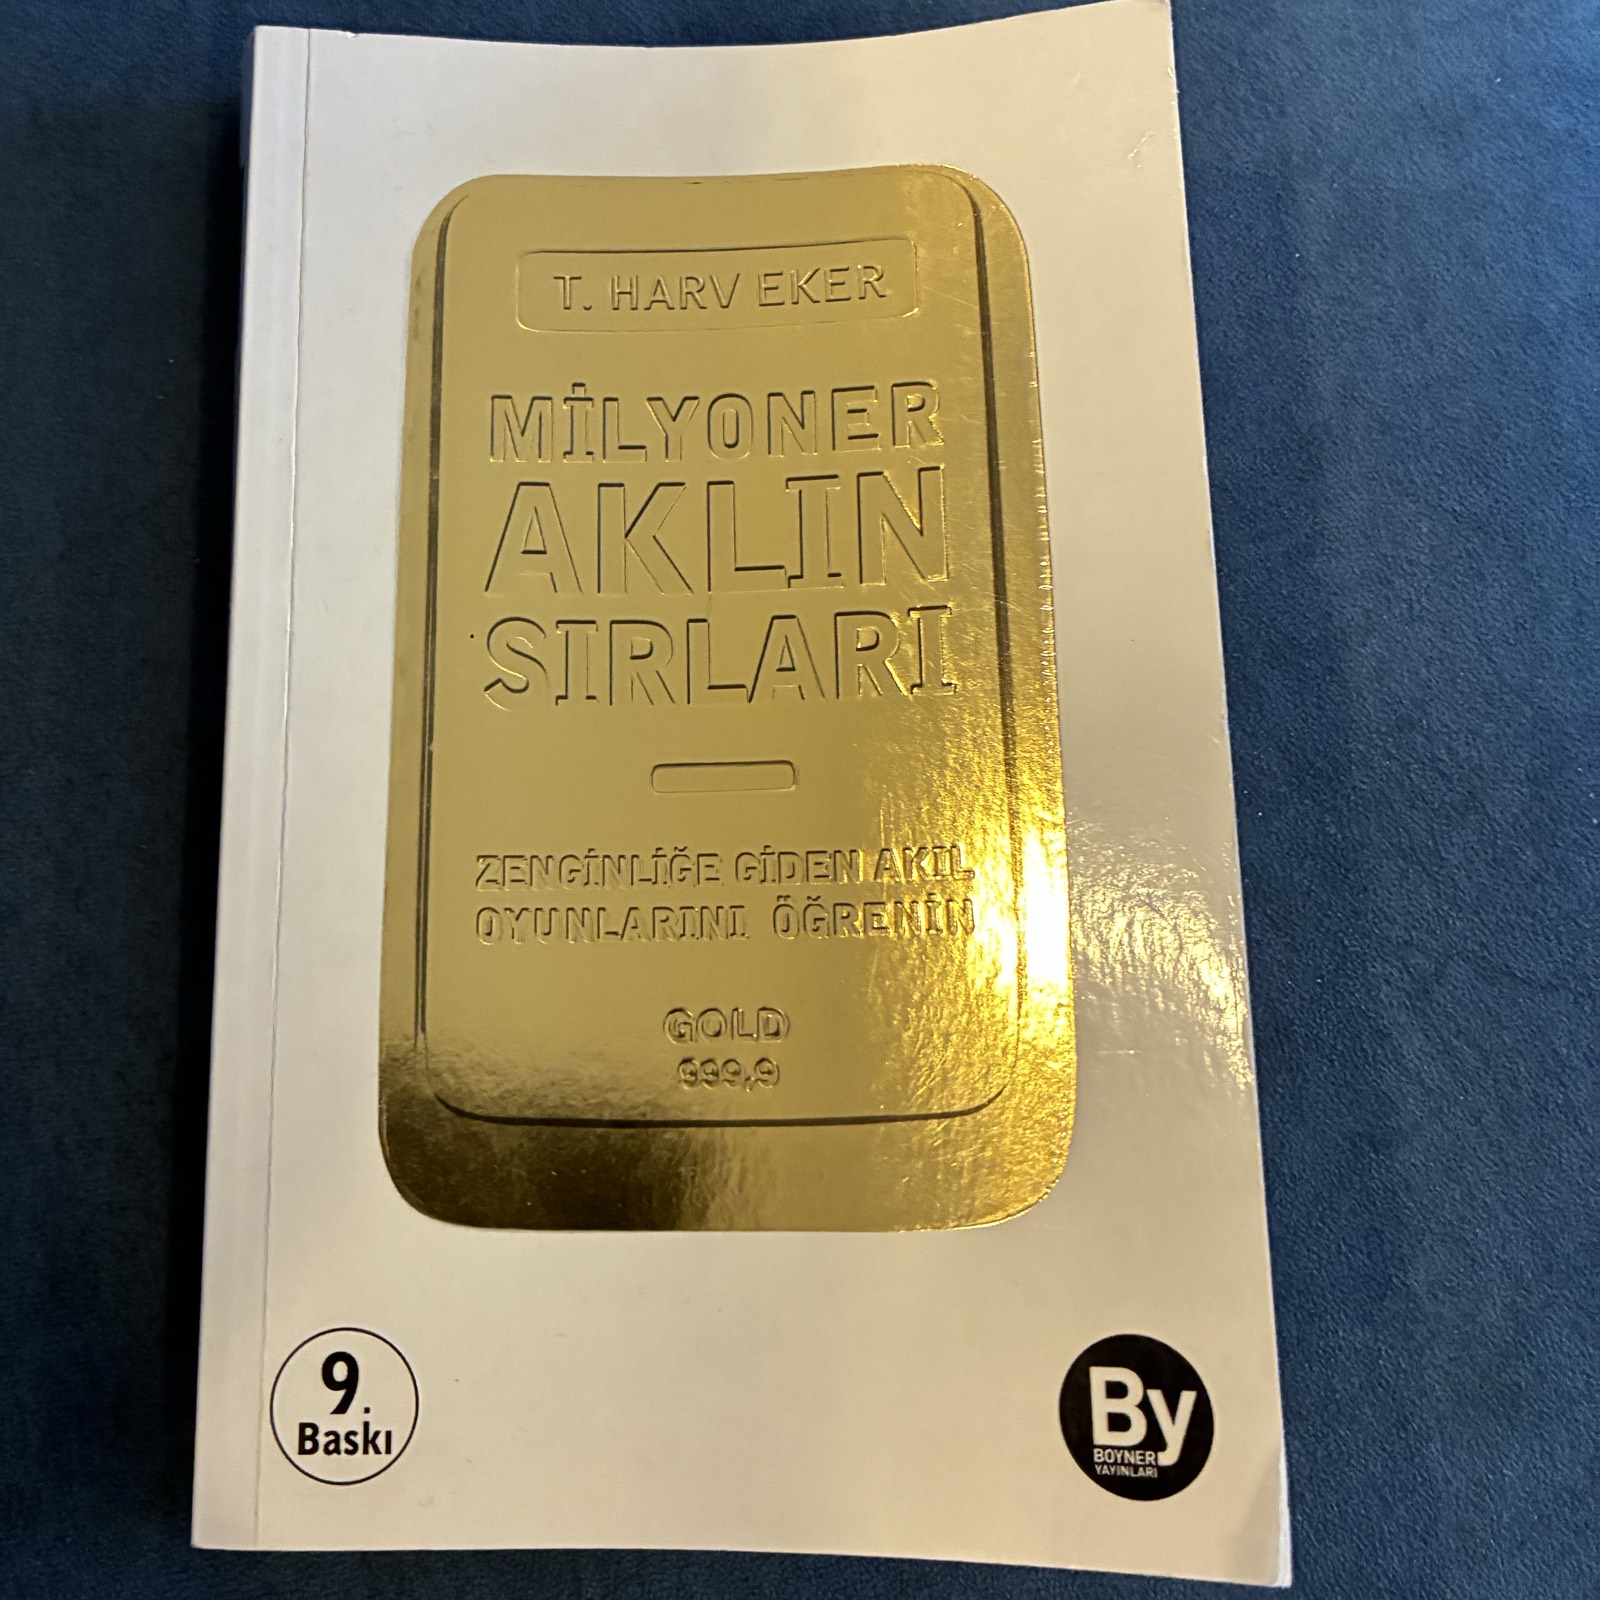 T. HARV EKER
MİLYONER
AKLIN
SIRLARI
ZENGİNLİĞE GİDEN AKIL
OYUNLARINI ÖĞRENİN
GOLD
999,9
9.
Baskı
By
BOYNER
YAYINLARI